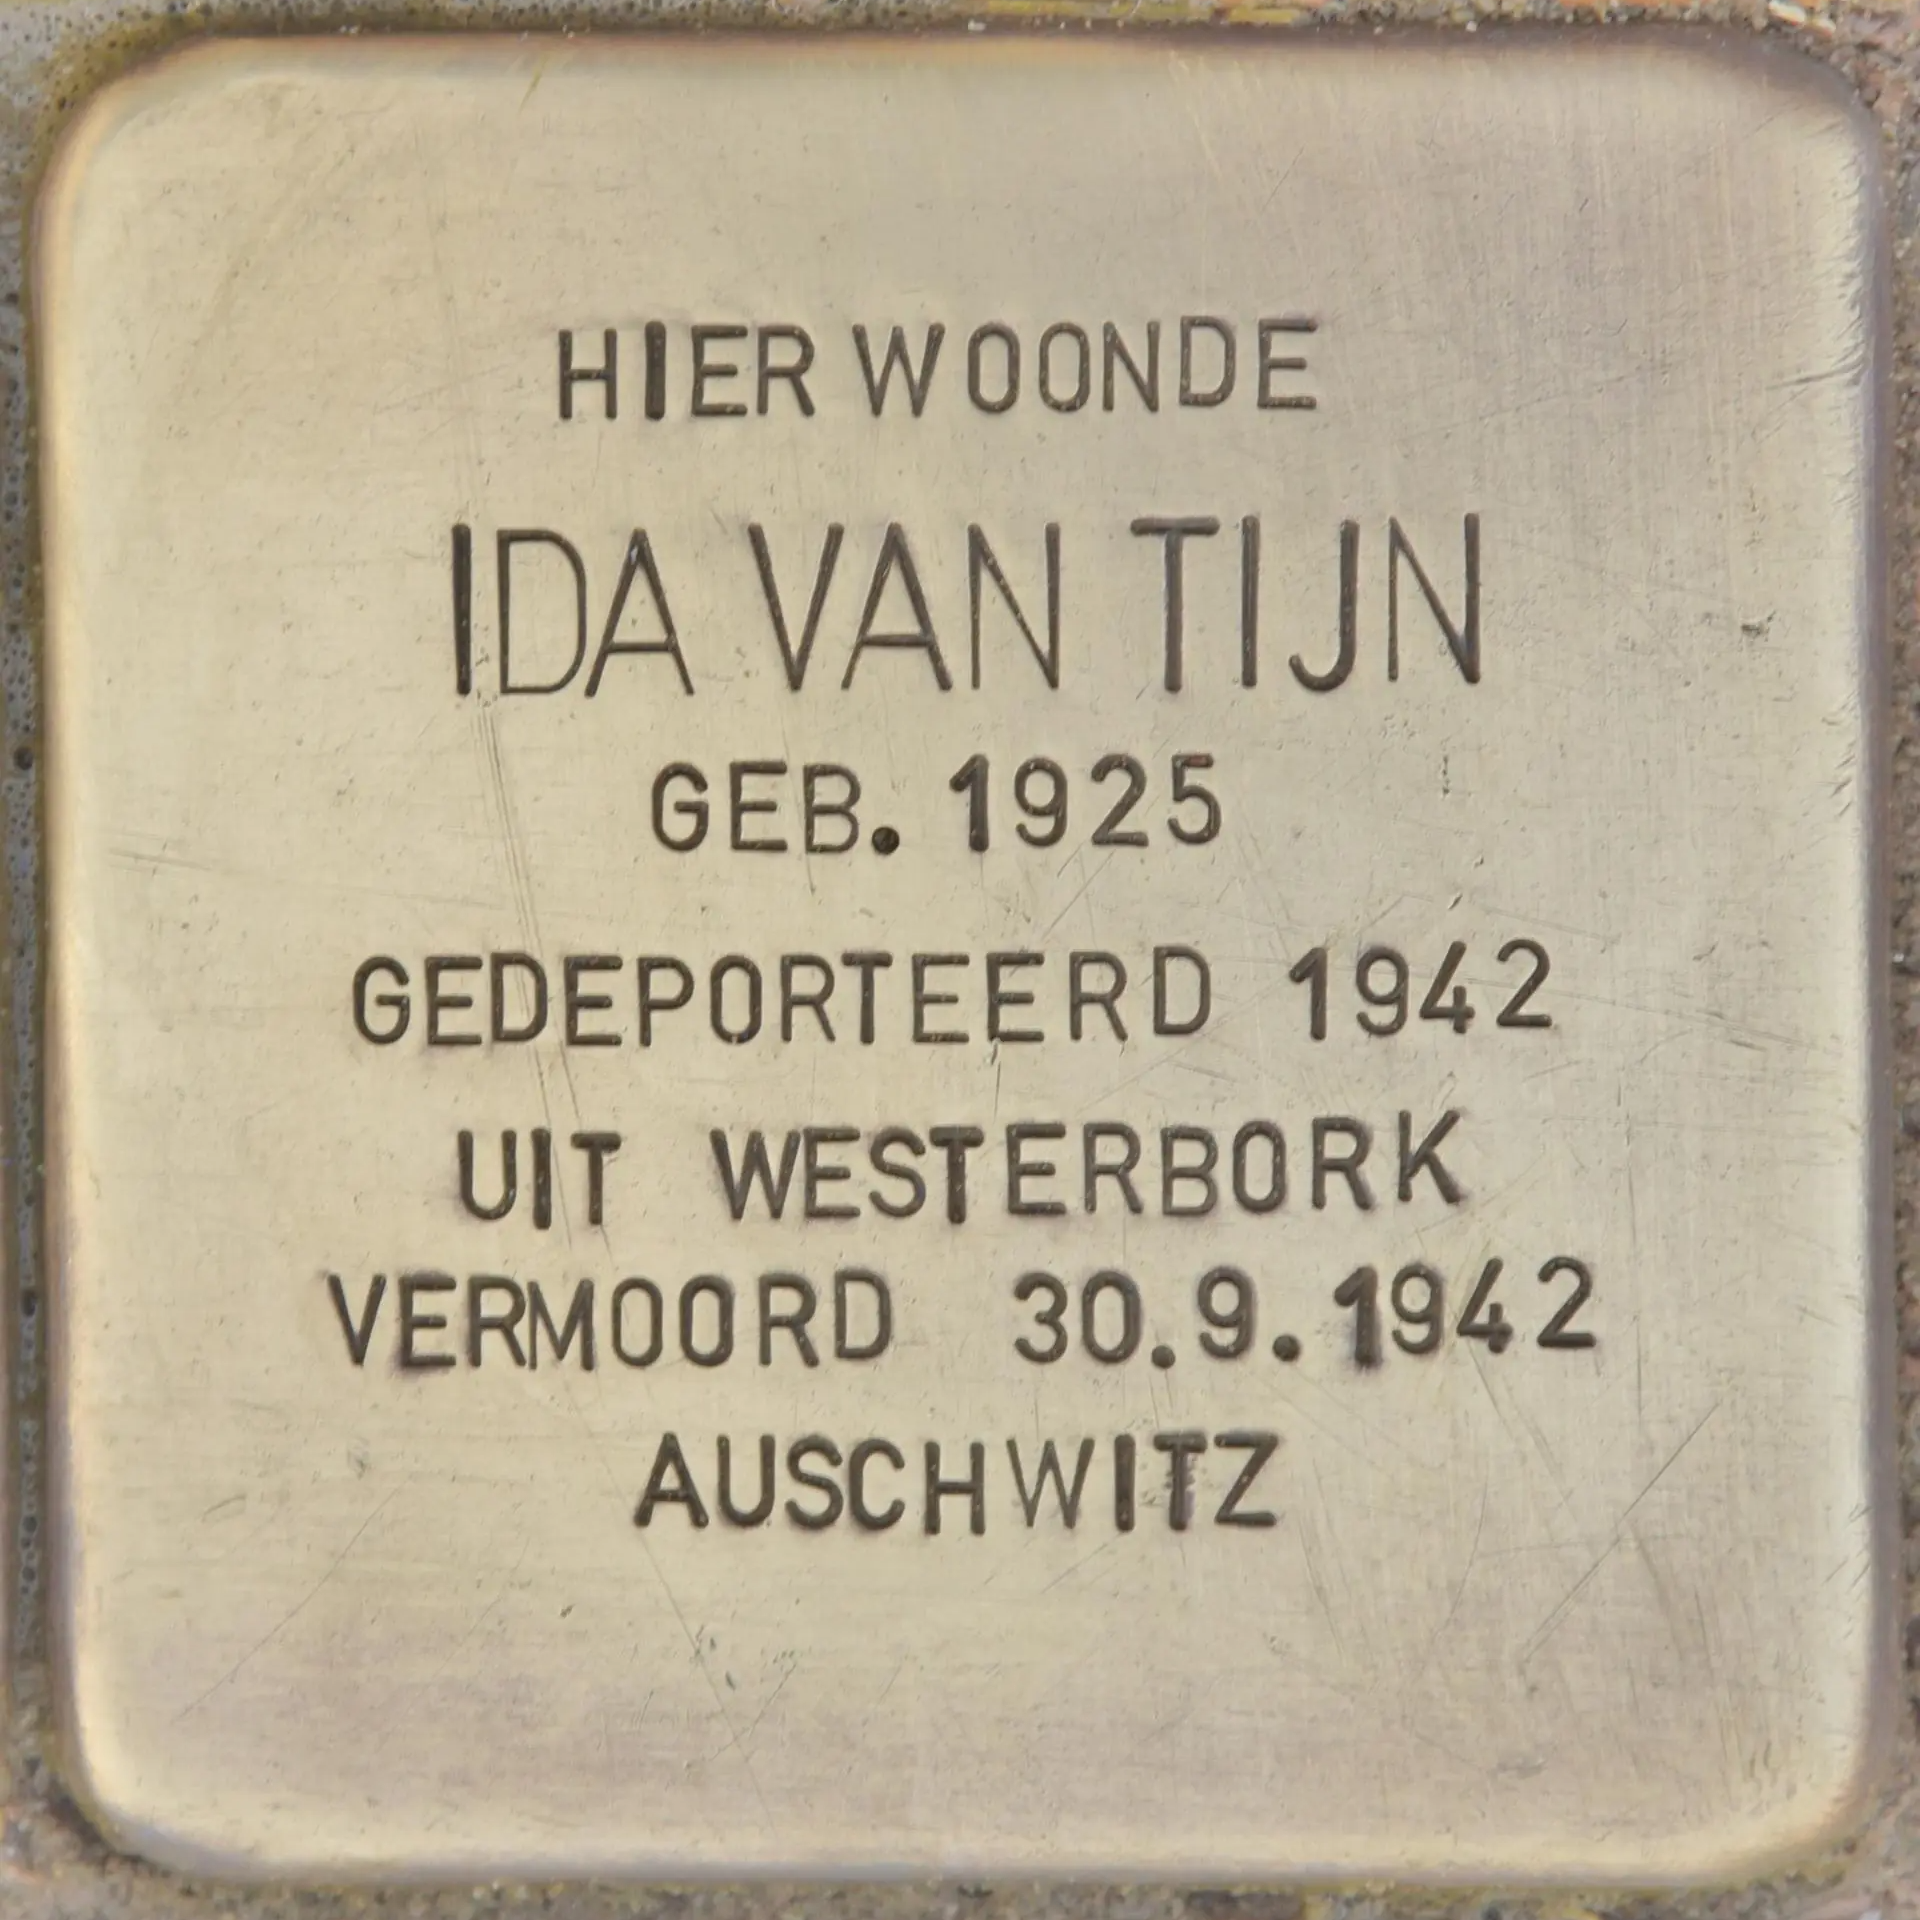 HIER WOONDE
IDA VAN TIJN
GEB. 1925
GEDEPORTEERD 1942
UIT WESTERBORK
VERMOORD 30.9.1942
AUSCHWITZ